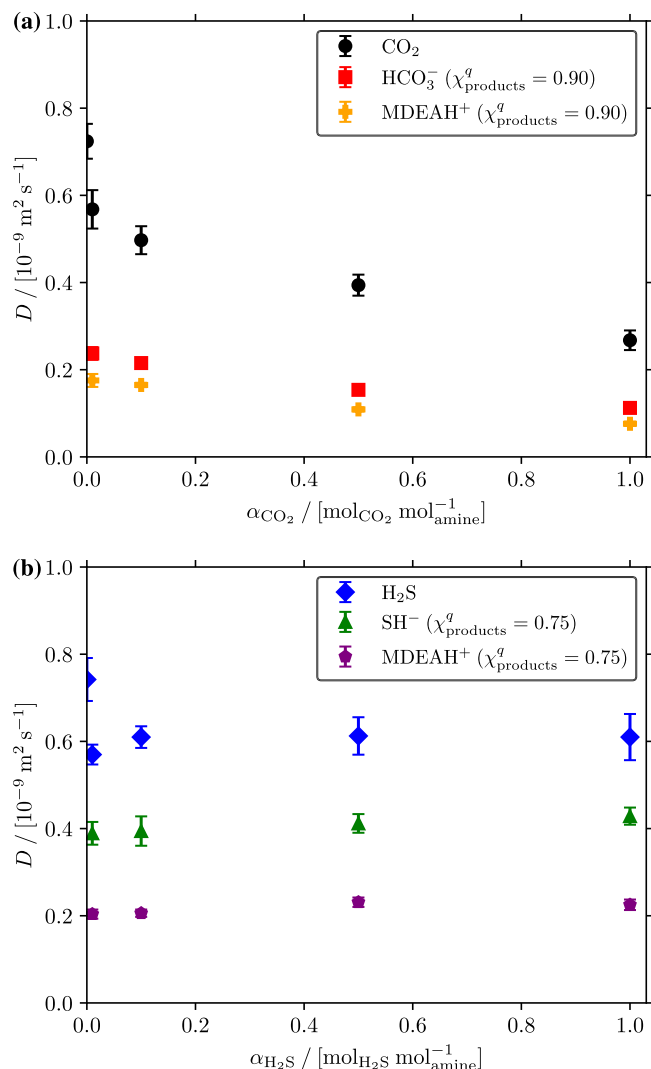 (a)
1.0
0.8
0.6
0.4
0.2
0.0
D / [10⁻⁹ m² s⁻¹]
CO₂
HCO₃⁻ (χ^q_products = 0.90)
MDEAH⁺ (χ^q_products = 0.90)
0.0 0.2 0.4 0.6 0.8 1.0
α_CO₂ / [mol_CO₂ mol⁻¹_amine]
(b)
1.0
0.8
0.6
0.4
0.2
0.0
D / [10⁻⁹ m² s⁻¹]
H₂S
SH⁻ (χ^q_products = 0.75)
MDEAH⁺ (χ^q_products = 0.75)
0.0 0.2 0.4 0.6 0.8 1.0
α_H₂S / [mol_H₂S mol⁻¹_amine]